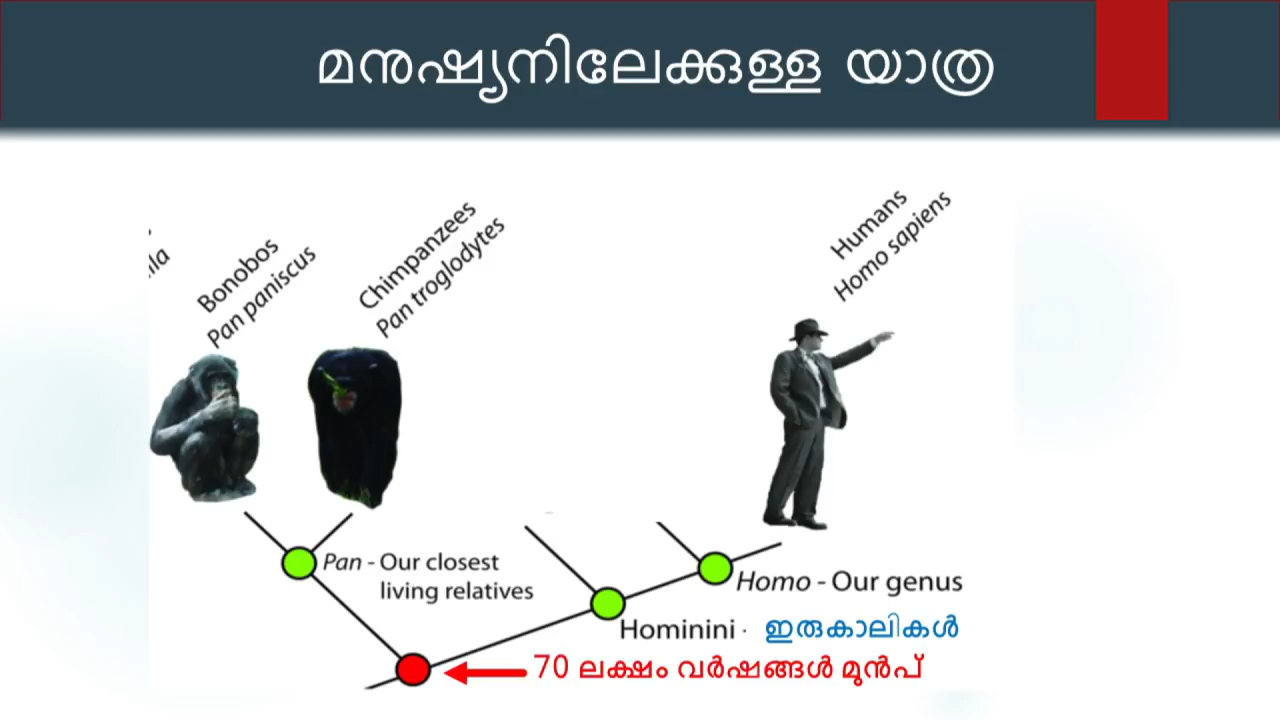 മനുഷ്യനിലേക്കുള്ള യാത്ര
Bonobos
Pan paniscus
Chimpanzees
Pan troglodytes
Humans
Homo sapiens
Pan - Our closest
living relatives
Homo - Our genus
Hominini · ഇരുകാലികൾ
70 ലക്ഷം വർഷങ്ങൾ മുൻപ്